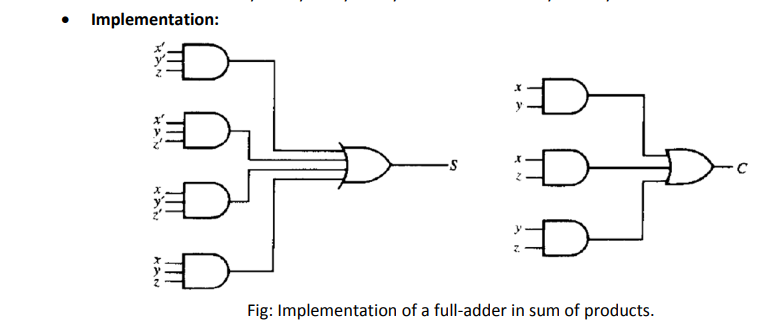 • Implementation:
x'
y'
z
x'
y
z'
x
y'
z'
x
y
z
S
x
y
x
z
y
z
C
Fig: Implementation of a full-adder in sum of products.